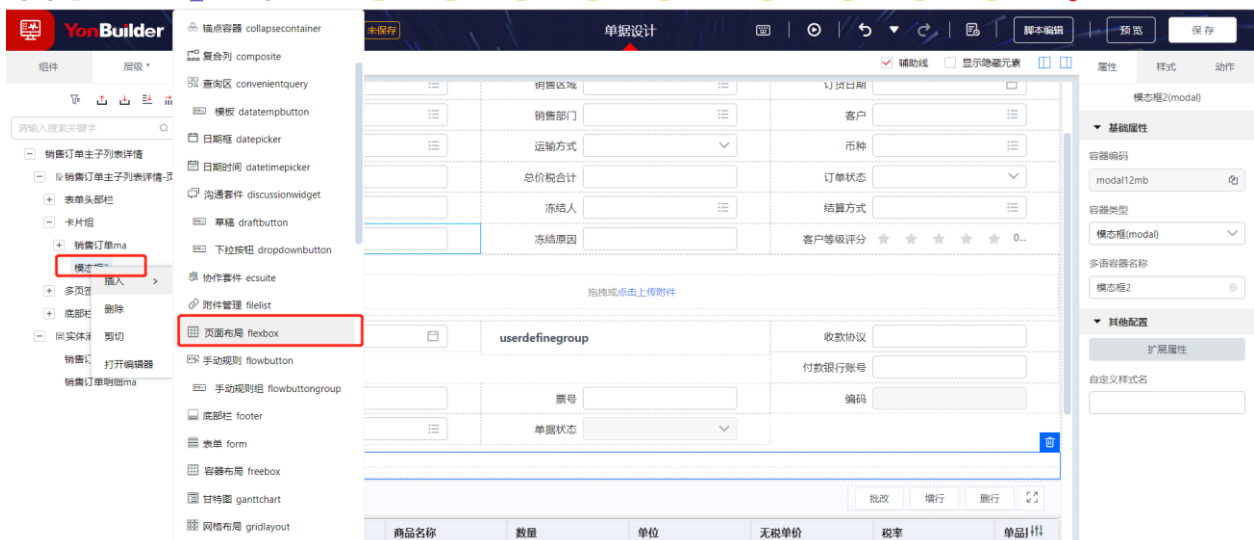 YonBuilder
未保存
单据设计
脚本编辑
预览
保存
组件
层级 *
请输入搜索关键字
销售订单主子列表详情
销售订单主子列表详情-页
表单头部栏
卡片组
销售订单ma
多页签
底部栏
销售订单明细ma
插入
删除
剪切
打开编辑器
锚点容器 collapsecontainer
复合列 composite
查询区 convenientquery
模板 datatempbutton
日期框 datepicker
日期时间 datetimepicker
沟通套件 discussionwidget
草稿 draftbutton
下拉按钮 dropdownbutton
协作套件 ecsuite
附件管理 filelist
页面布局 flexbox
手动规则 flowbutton
手动规则组 flowbuttongroup
底部栏 footer
表单 form
容器布局 freebox
甘特图 ganttchart
网格布局 gridlayout
辅助线
显示隐藏元素
销售区域
订货日期
销售部门
客户
运输方式
币种
总价税合计
订单状态
冻结人
结算方式
冻结原因
客户等级评分
0...
拖拽或点击上传附件
userdefinegroup
收款协议
付款银行账号
票号
编码
单据状态
批改
增行
删行
商品名称
数量
单位
无税单价
税率
属性
样式
动作
模态框2(modal)
基础属性
容器编码
modal12mb
容器类型
模态框(modal)
多语容器名称
模态框2
其他配置
扩展属性
自定义样式名